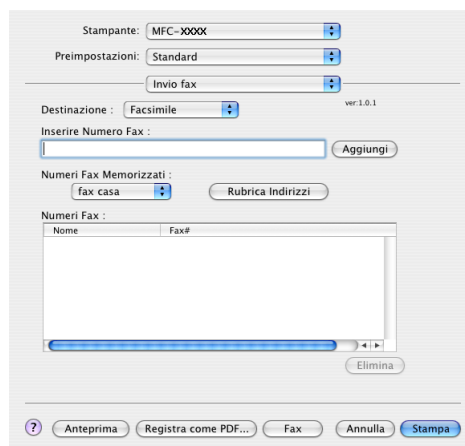 Stampante: MFC-XXXX
Preimpostazioni: Standard
Invio fax
Destinazione : Facsimile ver:1.0.1
Inserire Numero Fax :
Aggiungi
Numeri Fax Memorizzati :
fax casa Rubrica Indirizzi
Numeri Fax :
Nome Fax#
Elimina
? Anteprima Registra come PDF... Fax Annulla Stampa